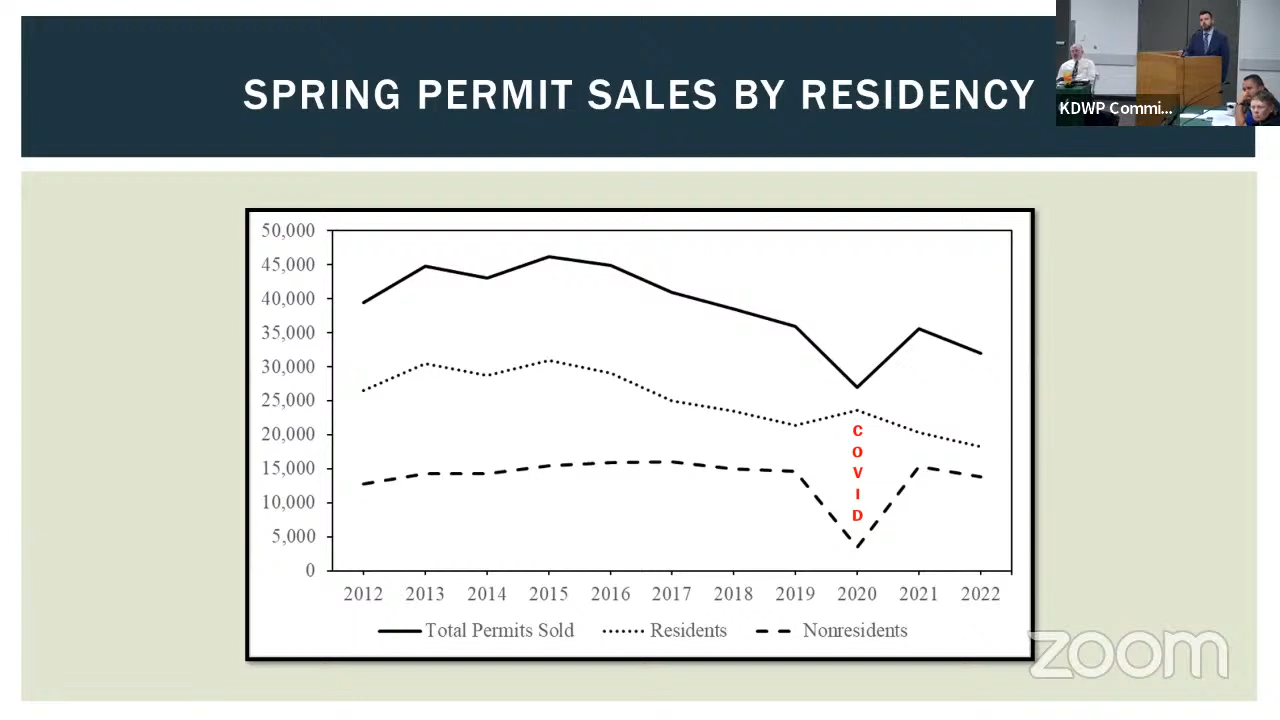 SPRING PERMIT SALES BY RESIDENCY
KDWP Commi...
50,000
45,000
40,000
35,000
30,000
25,000
20,000
15,000
10,000
5,000
0
COVID
2012 2013 2014 2015 2016 2017 2018 2019 2020 2021 2022
Total Permits Sold Residents Nonresidents
zoom